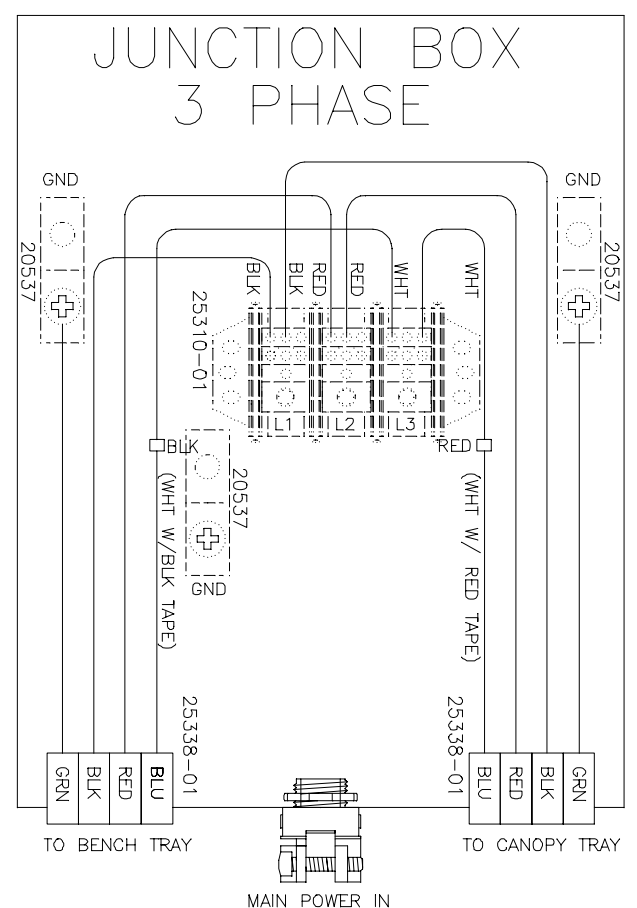 JUNCTION BOX
3 PHASE
GND
GND
20537
20537
BLK
BLK
RED
RED
WHT
WHT
25310-01
L1
L2
L3
BLK
RED
20537
(WHT W/BLK TAPE)
(WHT W/ RED TAPE)
GND
25338-01
25338-01
GRN
BLK
RED
BLU
BLU
RED
BLK
GRN
TO BENCH TRAY
TO CANOPY TRAY
MAIN POWER IN